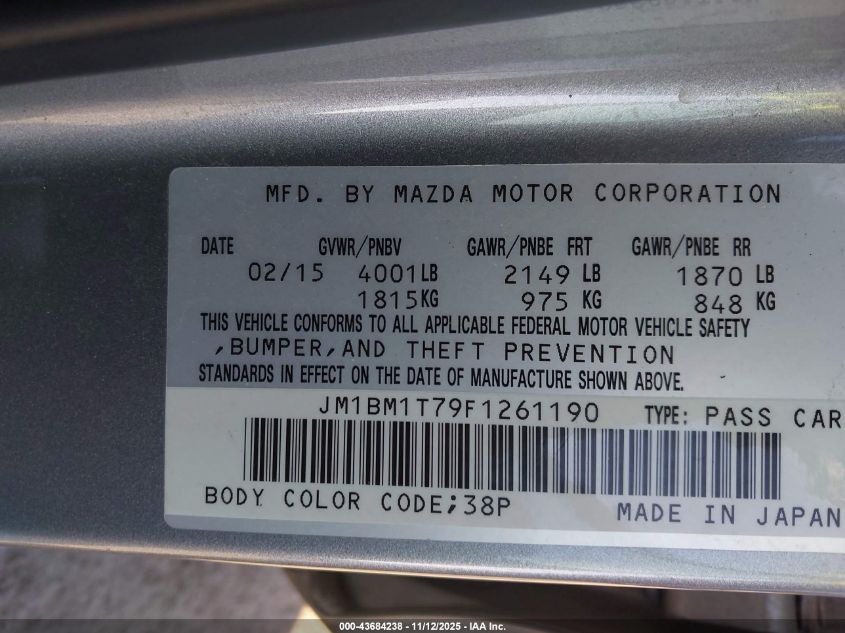 MFD. BY MAZDA MOTOR CORPORATION
DATE GVWR/PNBV GAWR/PNBE FRT GAWR/PNBE RR
02/15 4001LB 2149 LB 1870 LB
1815KG 975 KG 848 KG
THIS VEHICLE CONFORMS TO ALL APPLICABLE FEDERAL MOTOR VEHICLE SAFETY
,BUMPER,AND THEFT PREVENTION
STANDARDS IN EFFECT ON THE DATE OF MANUFACTURE SHOWN ABOVE.
JM1BM1T79F1261190 TYPE: PASS CAR
BODY COLOR CODE;38P
MADE IN JAPAN
000-43684238 - 11/12/2025 - IAA Inc.